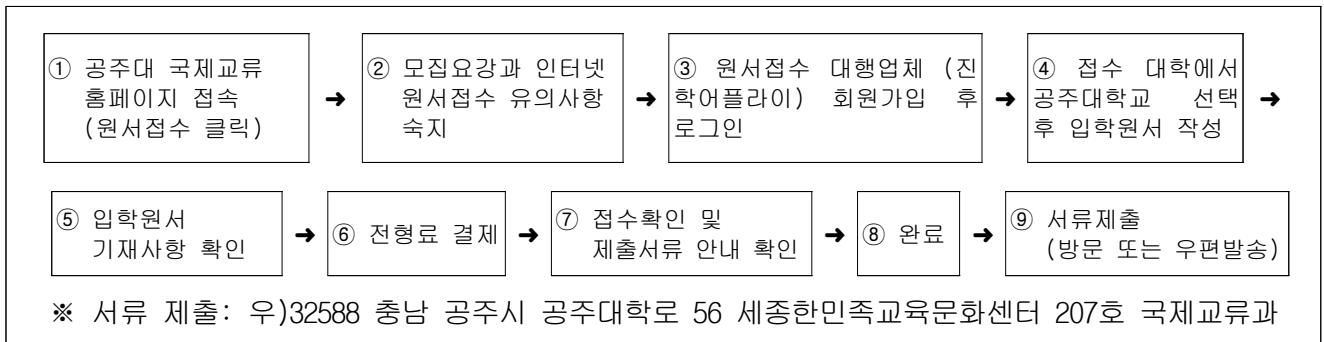 ① 공주대 국제교류
홈페이지 접속
(원서접수 클릭)
➜
② 모집요강과 인터넷
원서접수 유의사항
숙지
➜
③ 원서접수 대행업체 (진
학어플라이) 회원가입 후
로그인
➜
④ 접수 대학에서
공주대학교 선택
후 입학원서 작성
➜
⑤ 입학원서
기재사항 확인
➜
⑥ 전형료 결제
➜
⑦ 접수확인 및
제출서류 안내 확인
➜
⑧ 완료
➜
⑨ 서류제출
(방문 또는 우편발송)
※ 서류 제출: 우)32588 충남 공주시 공주대학로 56 세종한민족교육문화센터 207호 국제교류과